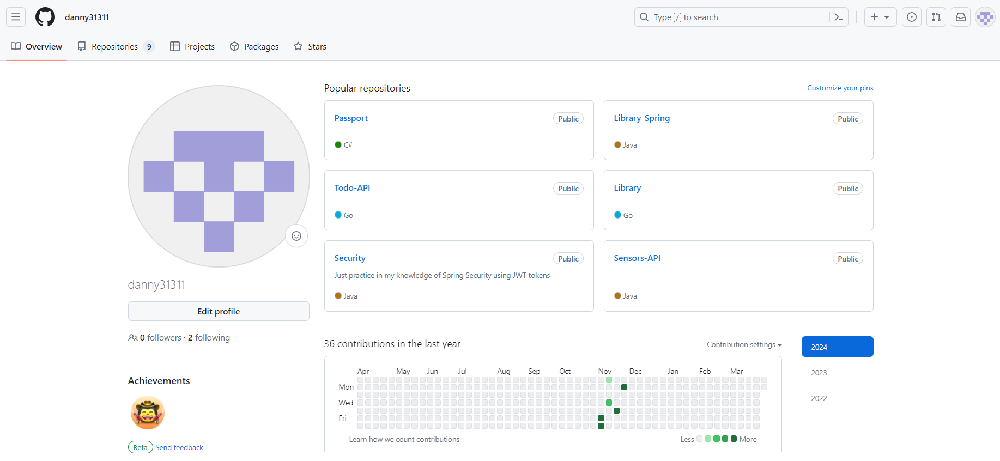 danny31311
Type / to search
Overview
Repositories 9
Projects
Packages
Stars
danny31311
Edit profile
0 followers · 2 following
Achievements
Beta Send feedback
Popular repositories
Customize your pins
Passport
Public
C#
Library_Spring
Public
Java
Todo-API
Public
Go
Library
Public
Go
Security
Public
Just practice in my knowledge of Spring Security using JWT tokens
Java
Sensors-API
Public
Java
36 contributions in the last year
Contribution settings
Apr May Jun Jul Aug Sep Oct Nov Dec Jan Feb Mar
Mon
Wed
Fri
Learn how we count contributions
Less More
2024
2023
2022